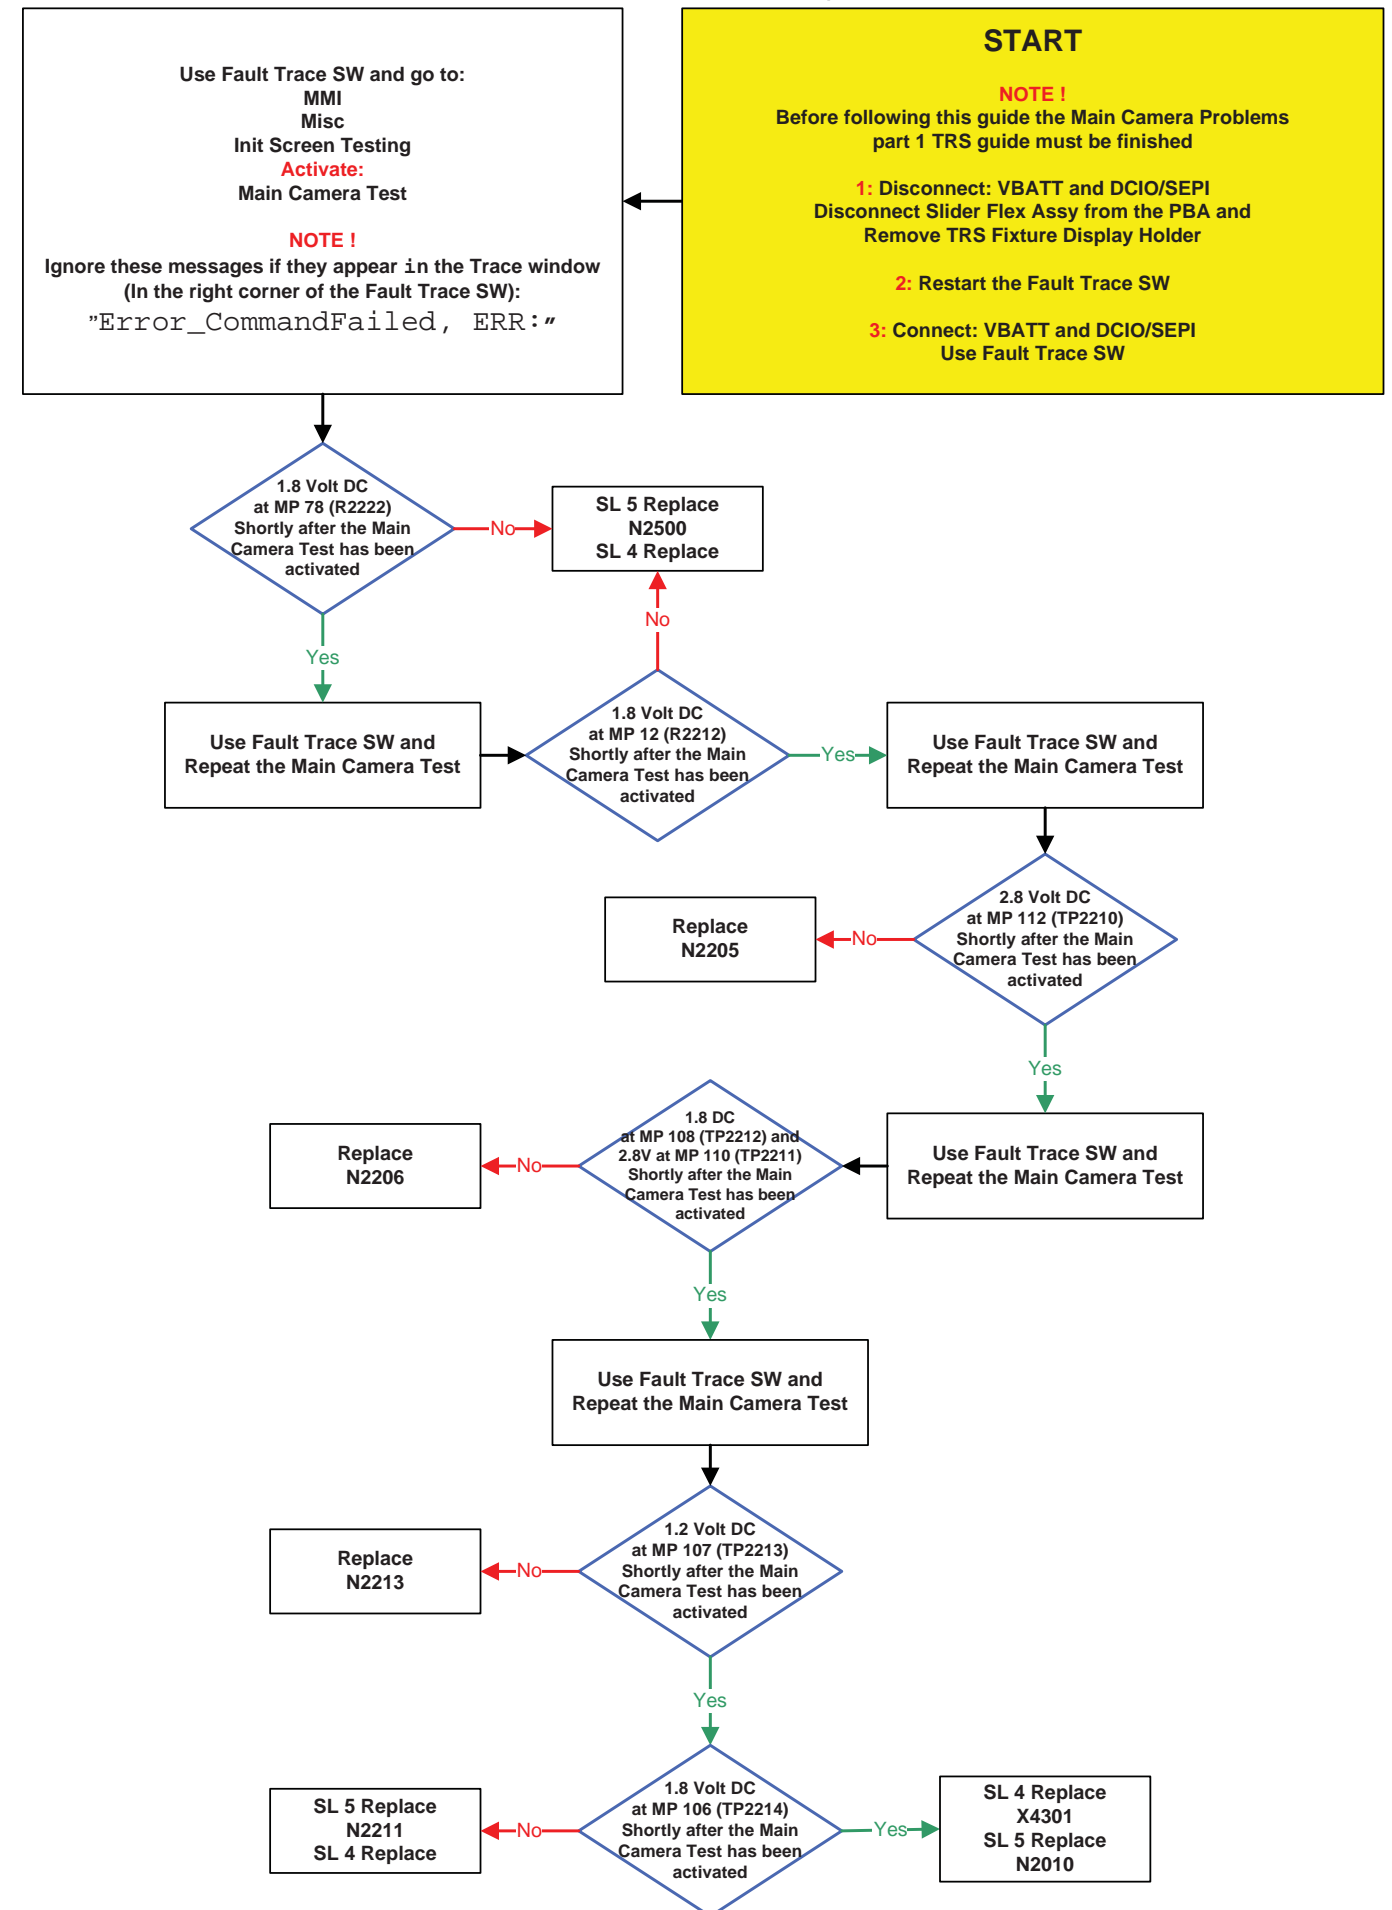 START
NOTE !
Before following this guide the Main Camera Problems
part 1 TRS guide must be finished
1: Disconnect: VBATT and DCIO/SEPI
Disconnect Slider Flex Assy from the PBA and
Remove TRS Fixture Display Holder
2: Restart the Fault Trace SW
3: Connect: VBATT and DCIO/SEPI
Use Fault Trace SW
Use Fault Trace SW and go to:
MMI
Misc
Init Screen Testing
Activate:
Main Camera Test
NOTE !
Ignore these messages if they appear in the Trace window
(In the right corner of the Fault Trace SW):
"Error_CommandFailed, ERR:"
1.8 Volt DC
at MP 78 (R2222)
Shortly after the Main
Camera Test has been
activated
No
SL 5 Replace
N2500
SL 4 Replace
Yes
No
Use Fault Trace SW and
Repeat the Main Camera Test
1.8 Volt DC
at MP 12 (R2212)
Shortly after the Main
Camera Test has been
activated
Yes
Use Fault Trace SW and
Repeat the Main Camera Test
2.8 Volt DC
at MP 112 (TP2210)
Shortly after the Main
Camera Test has been
activated
No
Replace
N2205
Yes
Use Fault Trace SW and
Repeat the Main Camera Test
1.8 DC
at MP 108 (TP2212) and
2.8V at MP 110 (TP2211)
Shortly after the Main
Camera Test has been
activated
No
Replace
N2206
Yes
Use Fault Trace SW and
Repeat the Main Camera Test
1.2 Volt DC
at MP 107 (TP2213)
Shortly after the Main
Camera Test has been
activated
No
Replace
N2213
Yes
1.8 Volt DC
at MP 106 (TP2214)
Shortly after the Main
Camera Test has been
activated
No
SL 5 Replace
N2211
SL 4 Replace
Yes
SL 4 Replace
X4301
SL 5 Replace
N2010